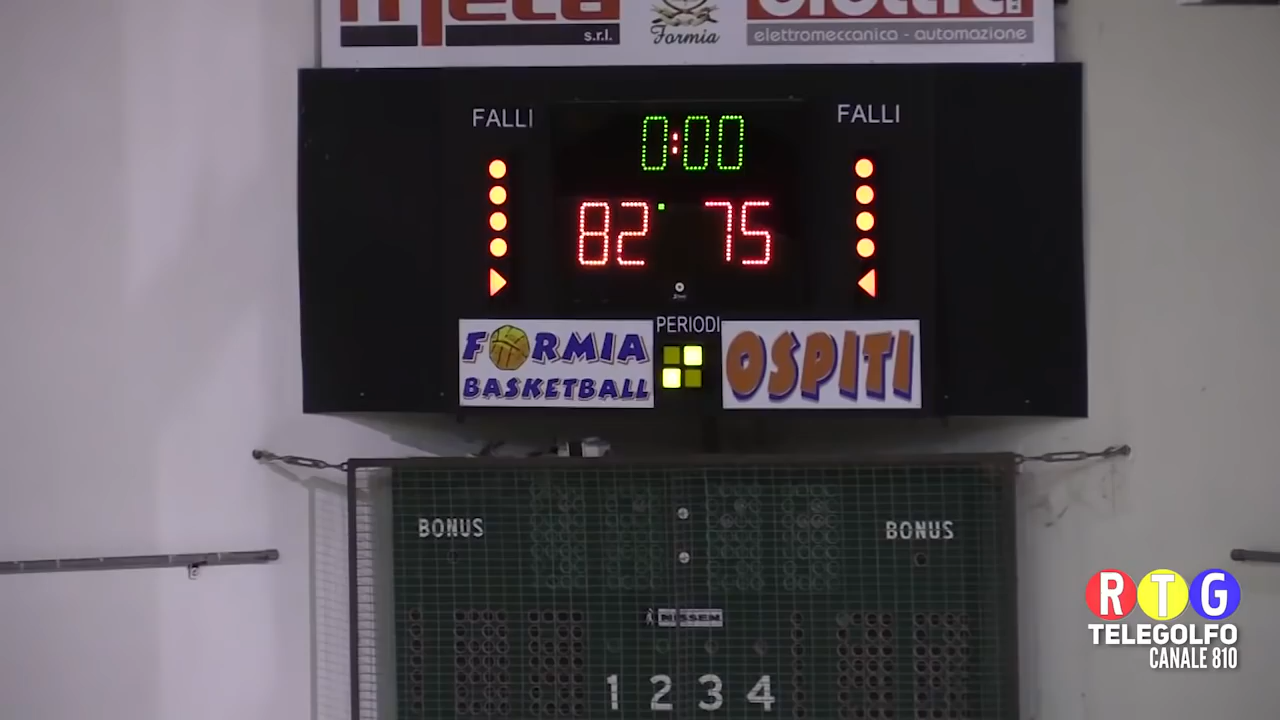 s.r.l.
Formia
elettromeccanica - automazione
FALLI
FALLI
0:00
82
75
PERIODI
FORMIA
BASKETBALL
OSPITI
BONUS
BONUS
NISSEN
1 2 3 4
RTG
TELEGOLFO
CANALE 810